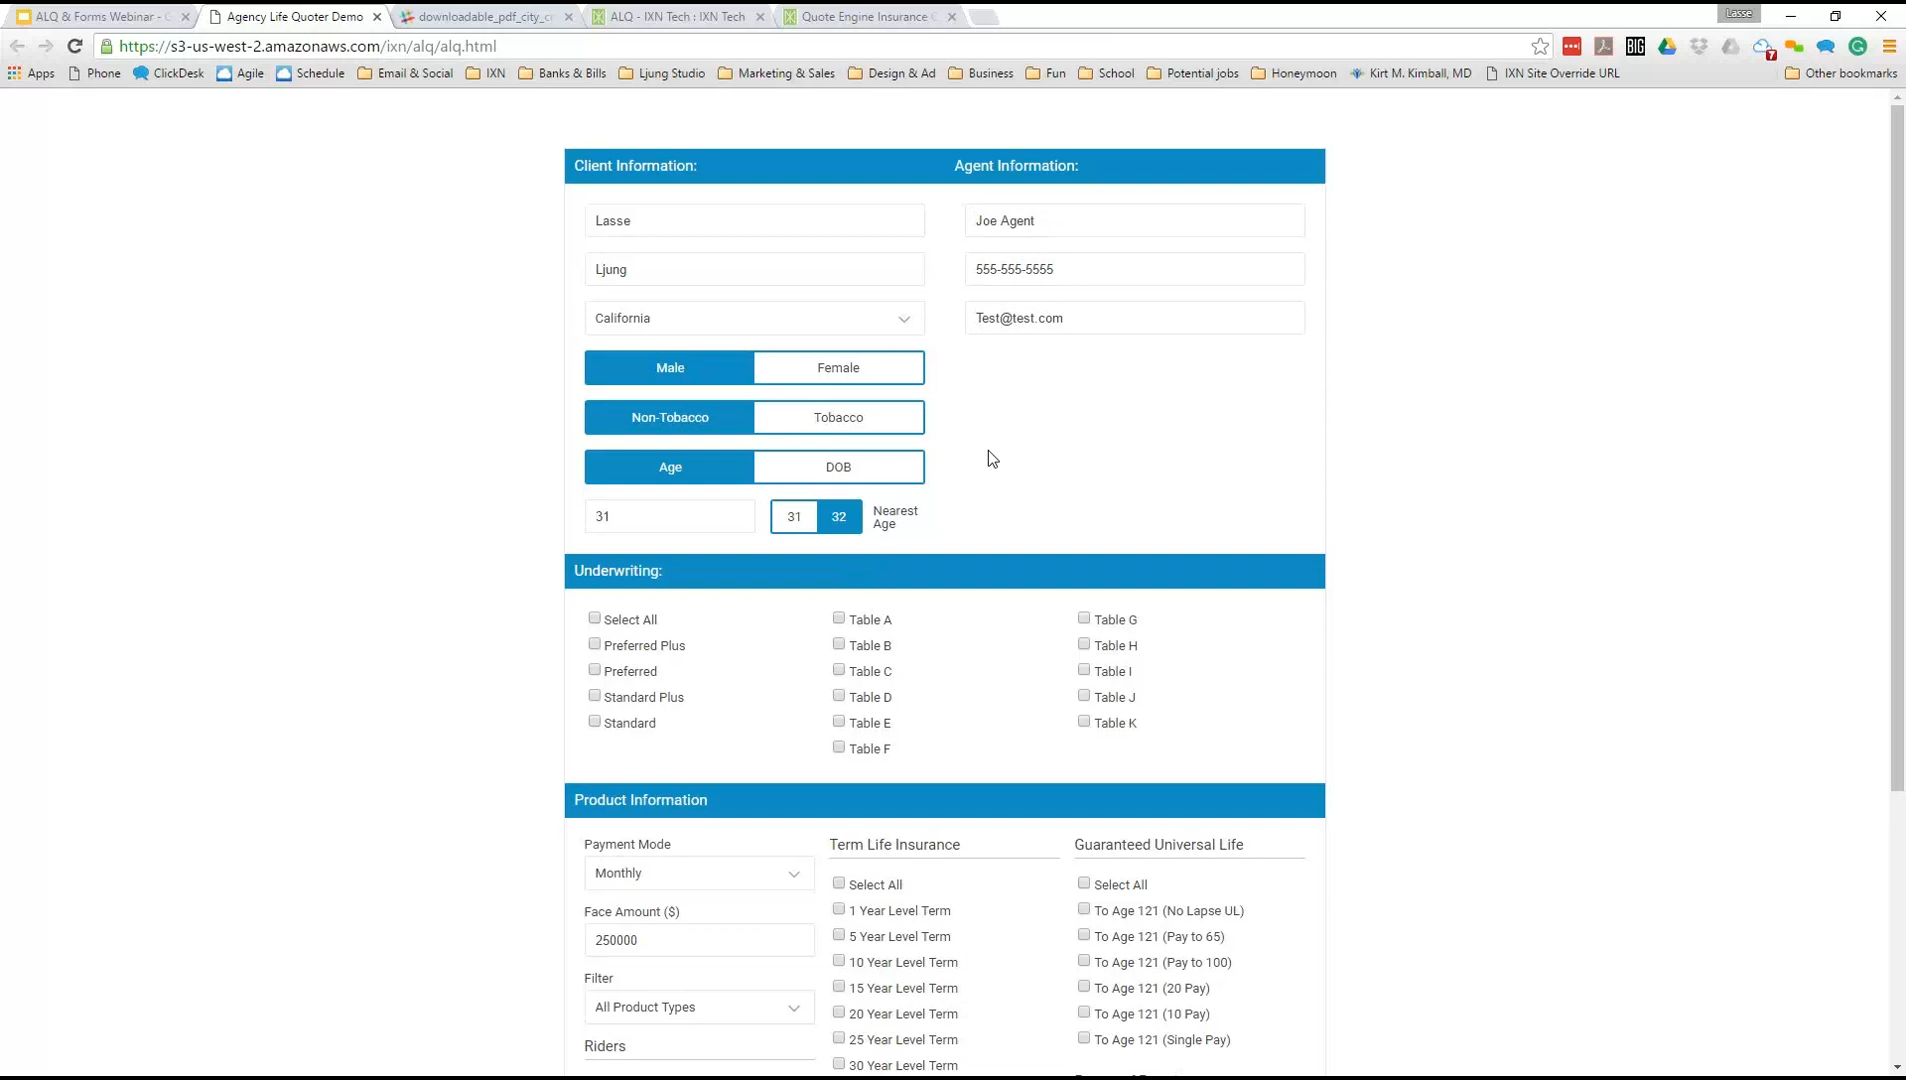 ALQ & Forms Webinar - G
Agency Life Quoter Demo
downloadable_pdf_city_cr
ALQ - IXN Tech : IXN Tech
Quote Engine Insurance
Lasse
https://s3-us-west-2.amazonaws.com/ixn/alq/alq.html
BIG
7
Apps Phone ClickDesk Agile Schedule Email & Social IXN Banks & Bills Ljung Studio Marketing & Sales Design & Ad Business Fun School Potential jobs Honeymoon Kirt M. Kimball, MD IXN Site Override URL Other bookmarks
Client Information: Agent Information:
Lasse Joe Agent
Ljung 555-555-5555
California Test@test.com
Male Female
Non-Tobacco Tobacco
Age DOB
31 31 32 Nearest
Age
Underwriting:
Select All Table A Table G
Preferred Plus Table B Table H
Preferred Table C Table I
Standard Plus Table D Table J
Standard Table E Table K
Table F
Product Information
Payment Mode Term Life Insurance Guaranteed Universal Life
Monthly
Select All Select All
Face Amount ($) 1 Year Level Term To Age 121 (No Lapse UL)
250000 5 Year Level Term To Age 121 (Pay to 65)
10 Year Level Term To Age 121 (Pay to 100)
Filter 15 Year Level Term To Age 121 (20 Pay)
All Product Types 20 Year Level Term To Age 121 (10 Pay)
Riders 25 Year Level Term To Age 121 (Single Pay)
30 Year Level Term